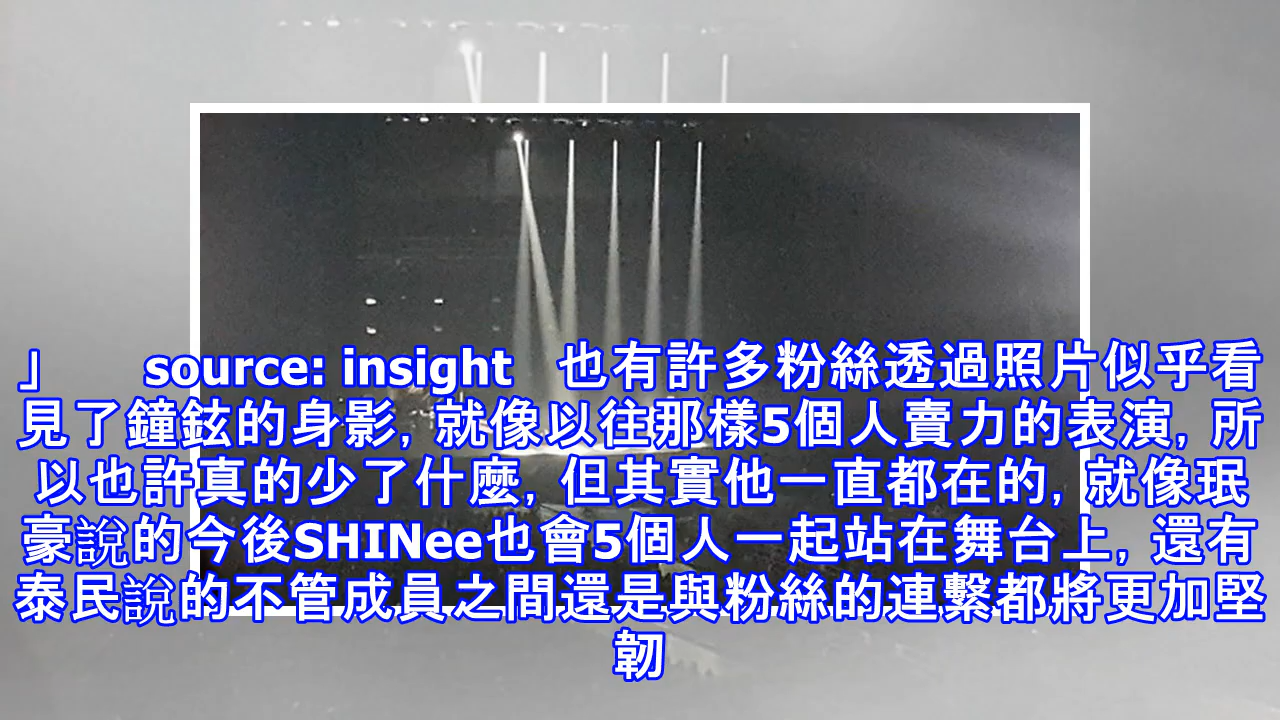 」 source: insight 也有許多粉絲透過照片似乎看
見了鐘鉉的身影, 就像以往那樣5個人賣力的表演, 所
以也許真的少了什麼, 但其實他一直都在的, 就像珉
豪說的今後SHINee也會5個人一起站在舞台上, 還有
泰民說的不管成員之間還是與粉絲的連繫都將更加堅
韌